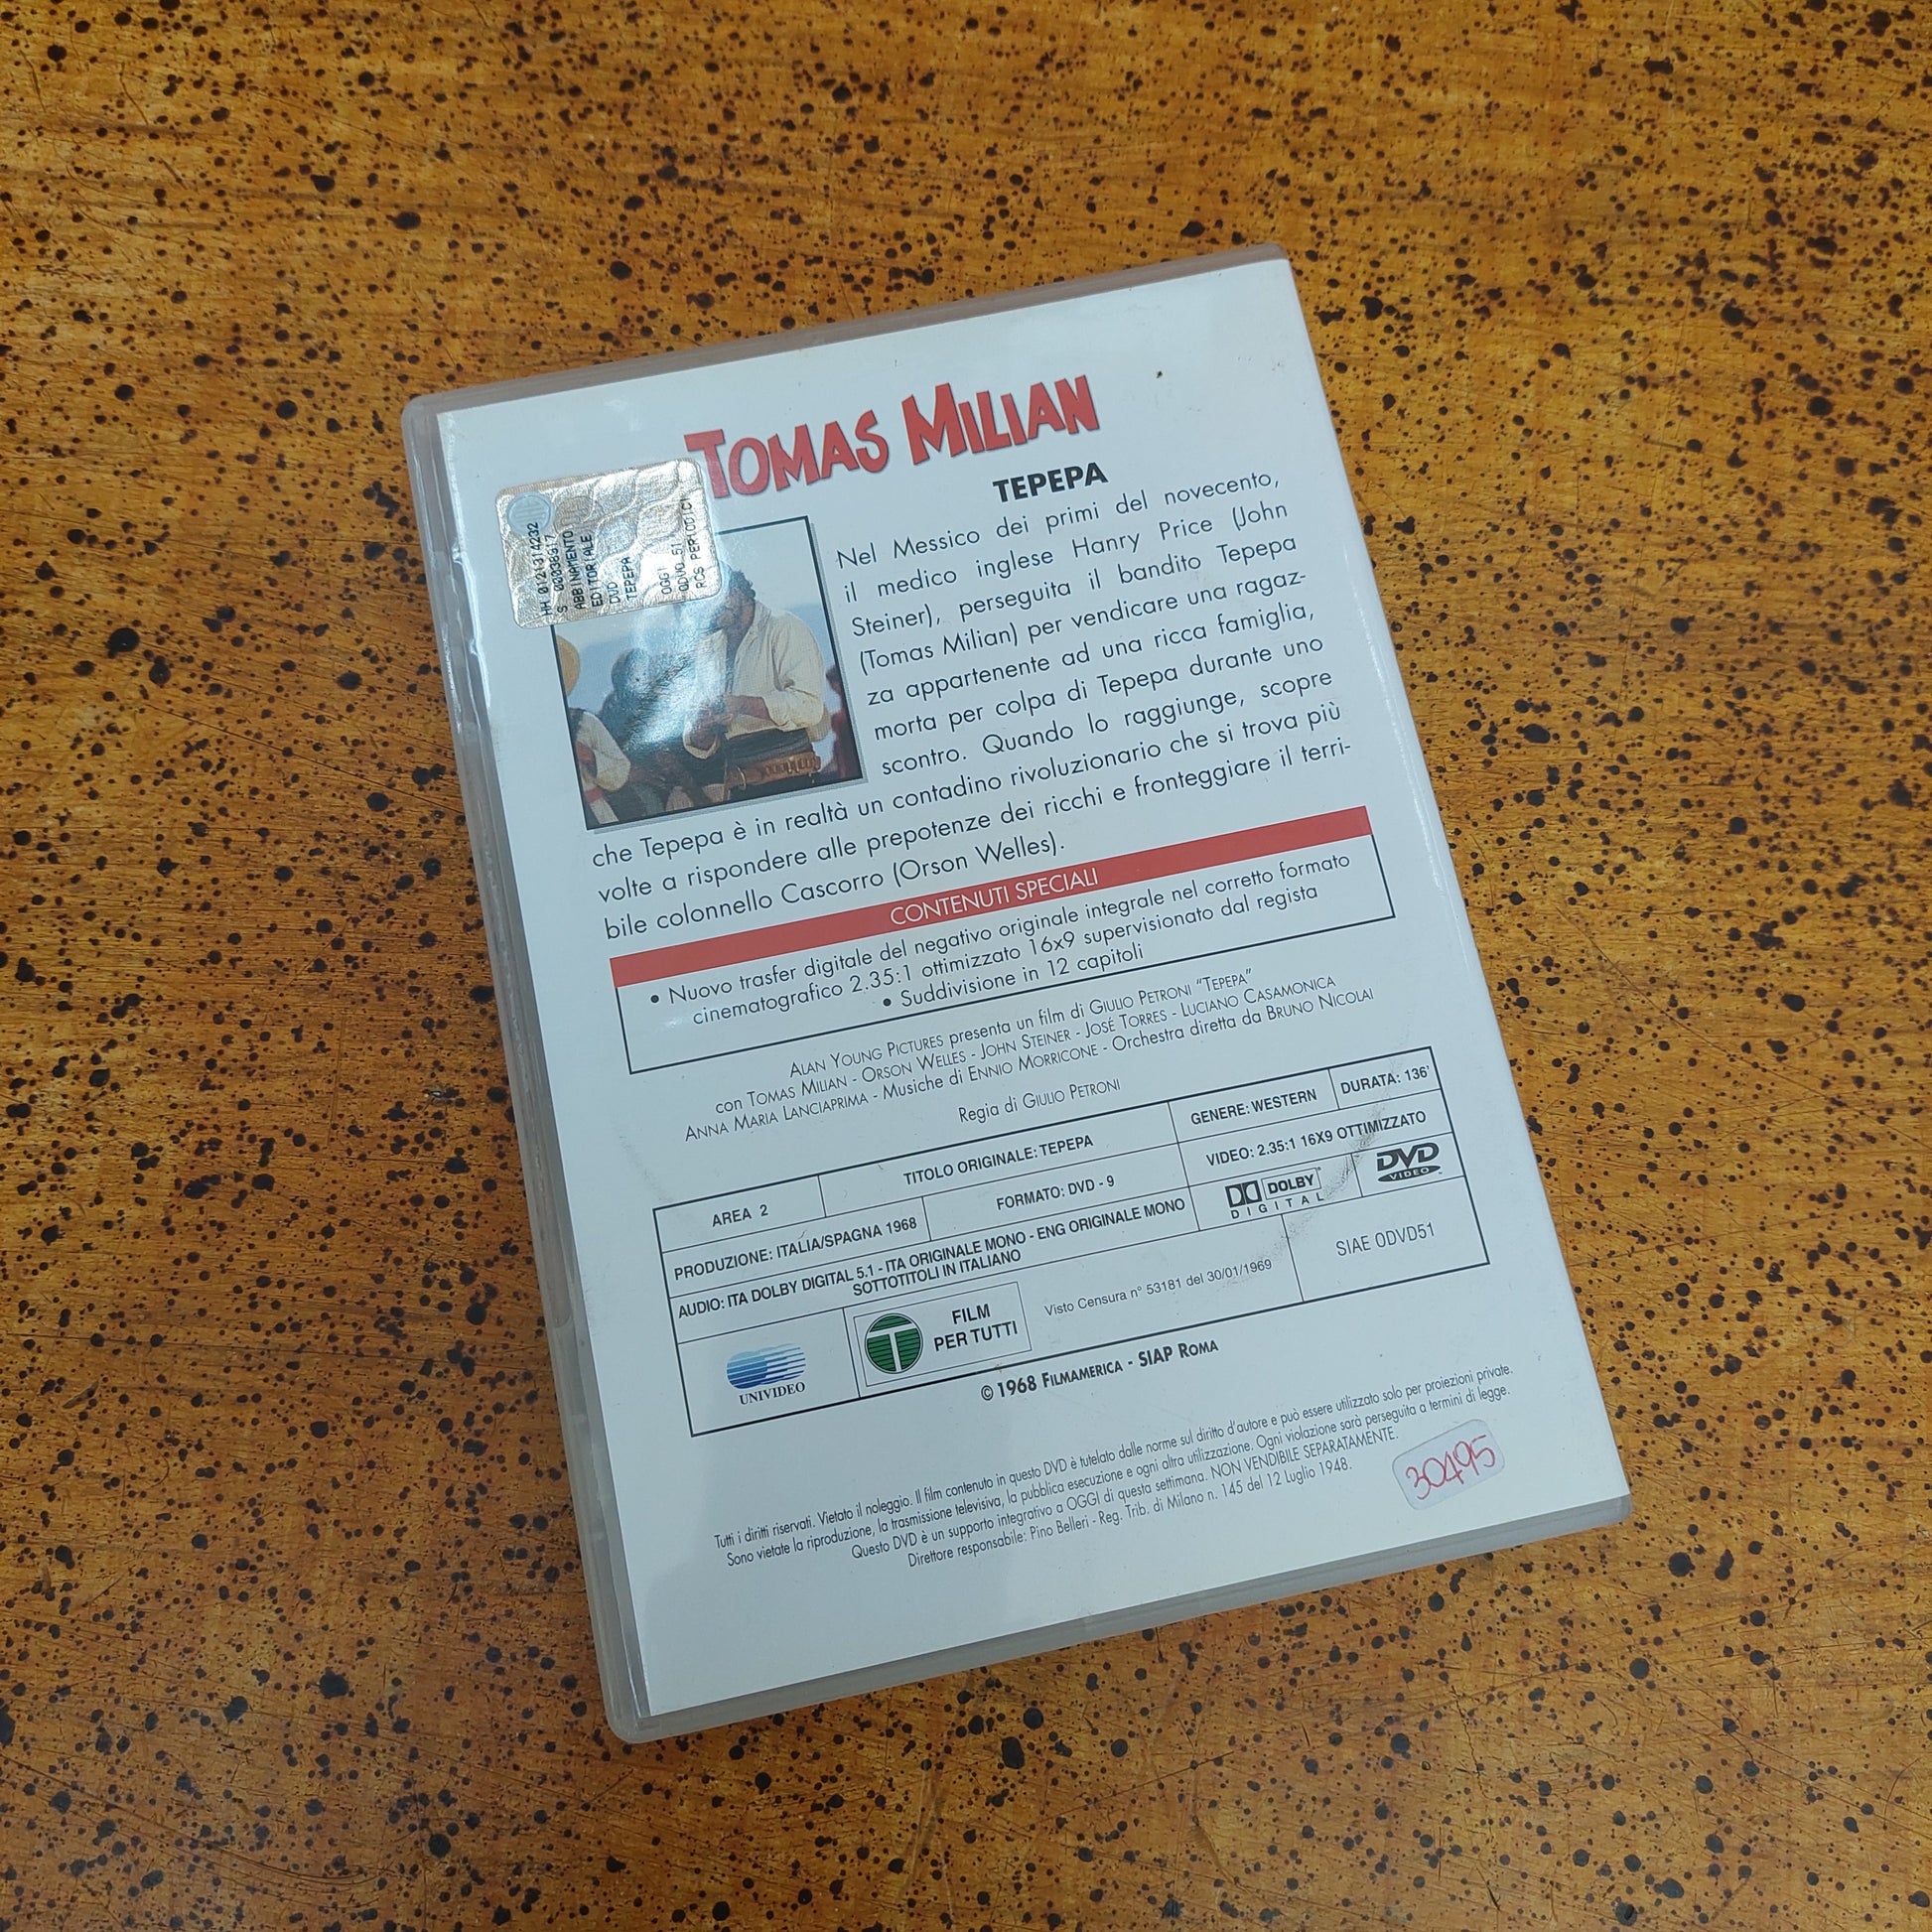 TOMAS MILIAN
TEPEPA
HH 01213
S 00038917
ABBINAMENTO
EDITORIALE
DVD
TEPEPA
OGGI
ODVD 51
RCS PERIODICI
Nel Messico dei primi del novecento,
il medico inglese Hanry Price (John
Steiner), perseguita il bandito Tepepa
(Tomas Milian) per vendicare una ragaz-
za appartenente ad una ricca famiglia,
morta per colpa di Tepepa durante uno
scontro. Quando lo raggiunge, scopre
che Tepepa è in realtà un contadino rivoluzionario che si trova più
volte a rispondere alle prepotenze dei ricchi e fronteggiare il terri-
bile colonnello Cascorro (Orson Welles).
CONTENUTI SPECIALI
• Nuovo trasfer digitale del negativo originale integrale nel corretto formato
cinematografico 2.35:1 ottimizzato 16x9 supervisionato dal regista
• Suddivisione in 12 capitoli
ALAN YOUNG PICTURES presenta un film di GIULIO PETRONI "TEPEPA"
con TOMAS MILIAN - ORSON WELLES - JOHN STEINER - JOSÉ TORRES - LUCIANO CASAMONICA
ANNA MARIA LANCIAPRIMA - Musiche di ENNIO MORRICONE - Orchestra diretta da BRUNO NICOLAI
Regia di GIULIO PETRONI
AREA 2
TITOLO ORIGINALE: TEPEPA
GENERE: WESTERN
DURATA: 136'
PRODUZIONE: ITALIA/SPAGNA 1968
FORMATO: DVD - 9
VIDEO: 2.35:1 16X9 OTTIMIZZATO
AUDIO: ITA DOLBY DIGITAL 5.1 - ITA ORIGINALE MONO - ENG ORIGINALE MONO
SOTTOTITOLI IN ITALIANO
DOLBY
DIGITAL
DVD
VIDEO
UNIVIDEO
T
FILM
PER TUTTI
Visto Censura n° 53181 del 30/01/1969
SIAE ODVD51
© 1968 FILMAMERICA - SIAP ROMA
Tutti i diritti riservati. Vietato il noleggio. Il film contenuto in questo DVD è tutelato dalle norme sul diritto d'autore e può essere utilizzato solo per proiezioni private.
Sono vietate la riproduzione, la trasmissione televisiva, la pubblica esecuzione e ogni altra utilizzazione. Ogni violazione sarà perseguita a termini di legge.
Questo DVD è un supporto integrativo a OGGI di questa settimana. NON VENDIBILE SEPARATAMENTE.
Direttore responsabile: Pino Belleri - Reg. Trib. di Milano n. 145 del 12 Luglio 1948.
30495